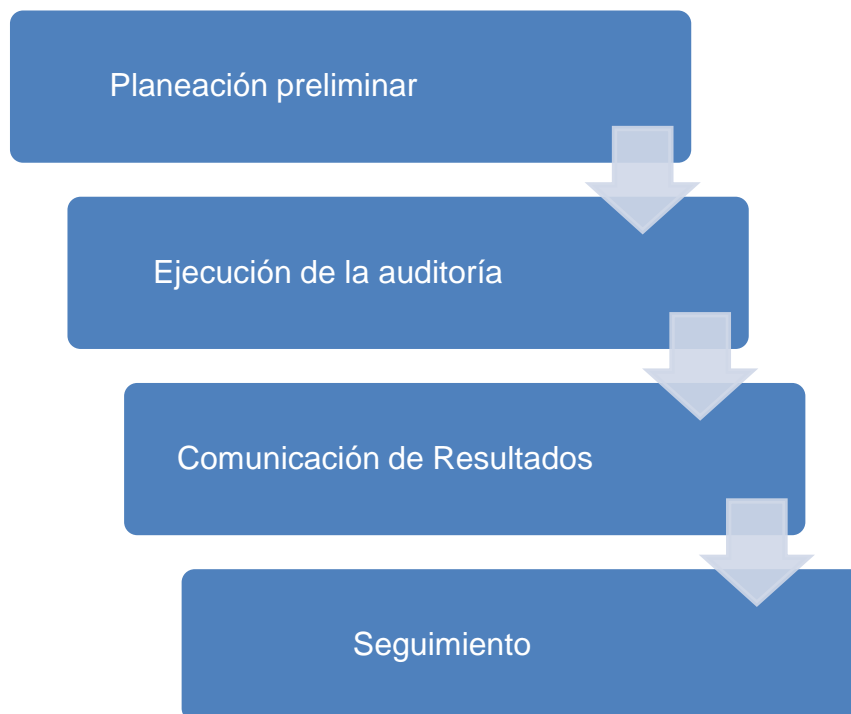 Planeación preliminar
Ejecución de la auditoría
Comunicación de Resultados
Seguimiento